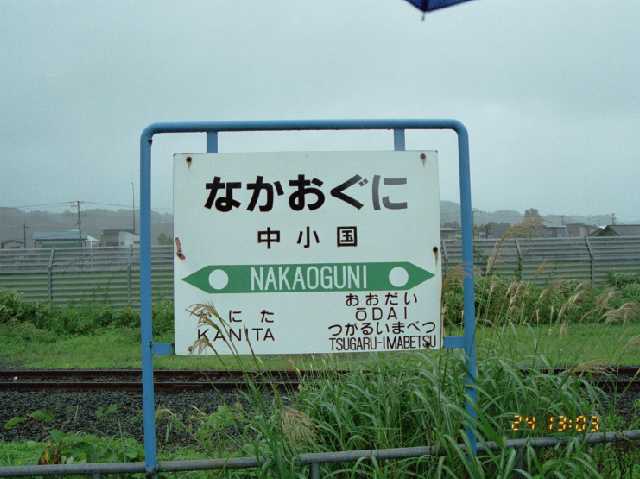 なかおぐに
中小国
NAKAOGUNI
かにた
KANITA
おおだい
ŌDAI
つがるいまべつ
TSUGARU-IMABETSU
24 13:03